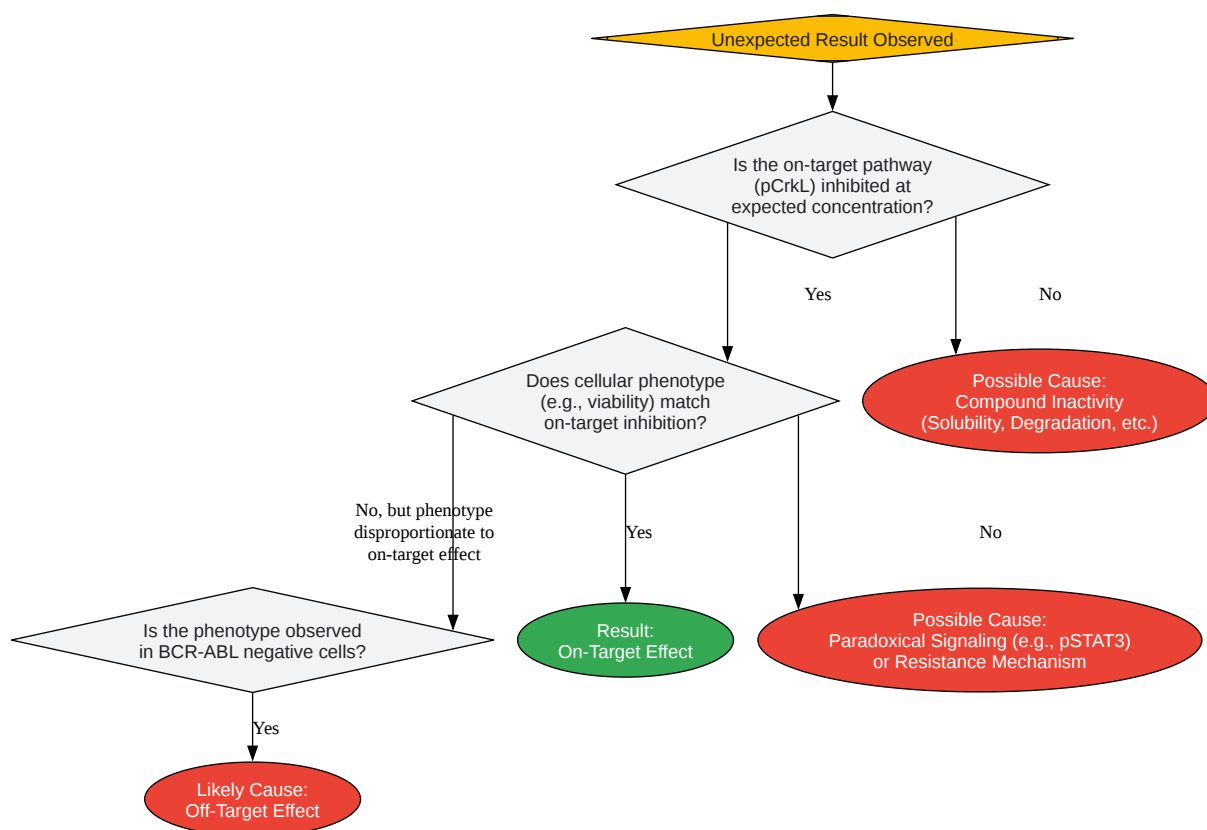 Unexpected Result Observed
Is the on-target pathway
(pCrkL) inhibited at
expected concentration?
Yes
No
Does cellular phenotype
(e.g., viability) match
on-target inhibition?
Possible Cause:
Compound Inactivity
(Solubility, Degradation, etc.)
No, but phenotype
disproportionate to
on-target effect
Yes
No
Is the phenotype observed
in BCR-ABL negative cells?
Result:
On-Target Effect
Possible Cause:
Paradoxical Signaling (e.g., pSTAT3)
or Resistance Mechanism
Yes
Likely Cause:
Off-Target Effect